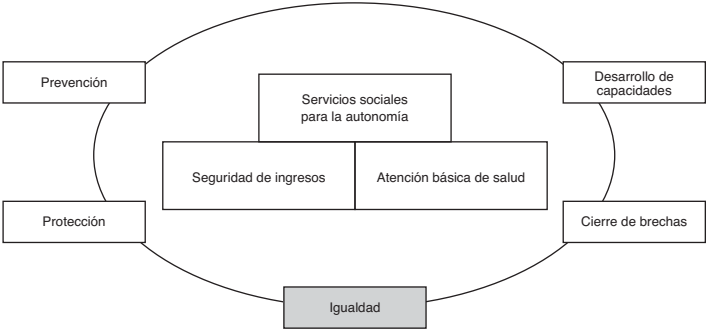 Prevención
Desarrollo de
capacidades
Servicios sociales
para la autonomía
Seguridad de ingresos
Atención básica de salud
Protección
Cierre de brechas
Igualdad